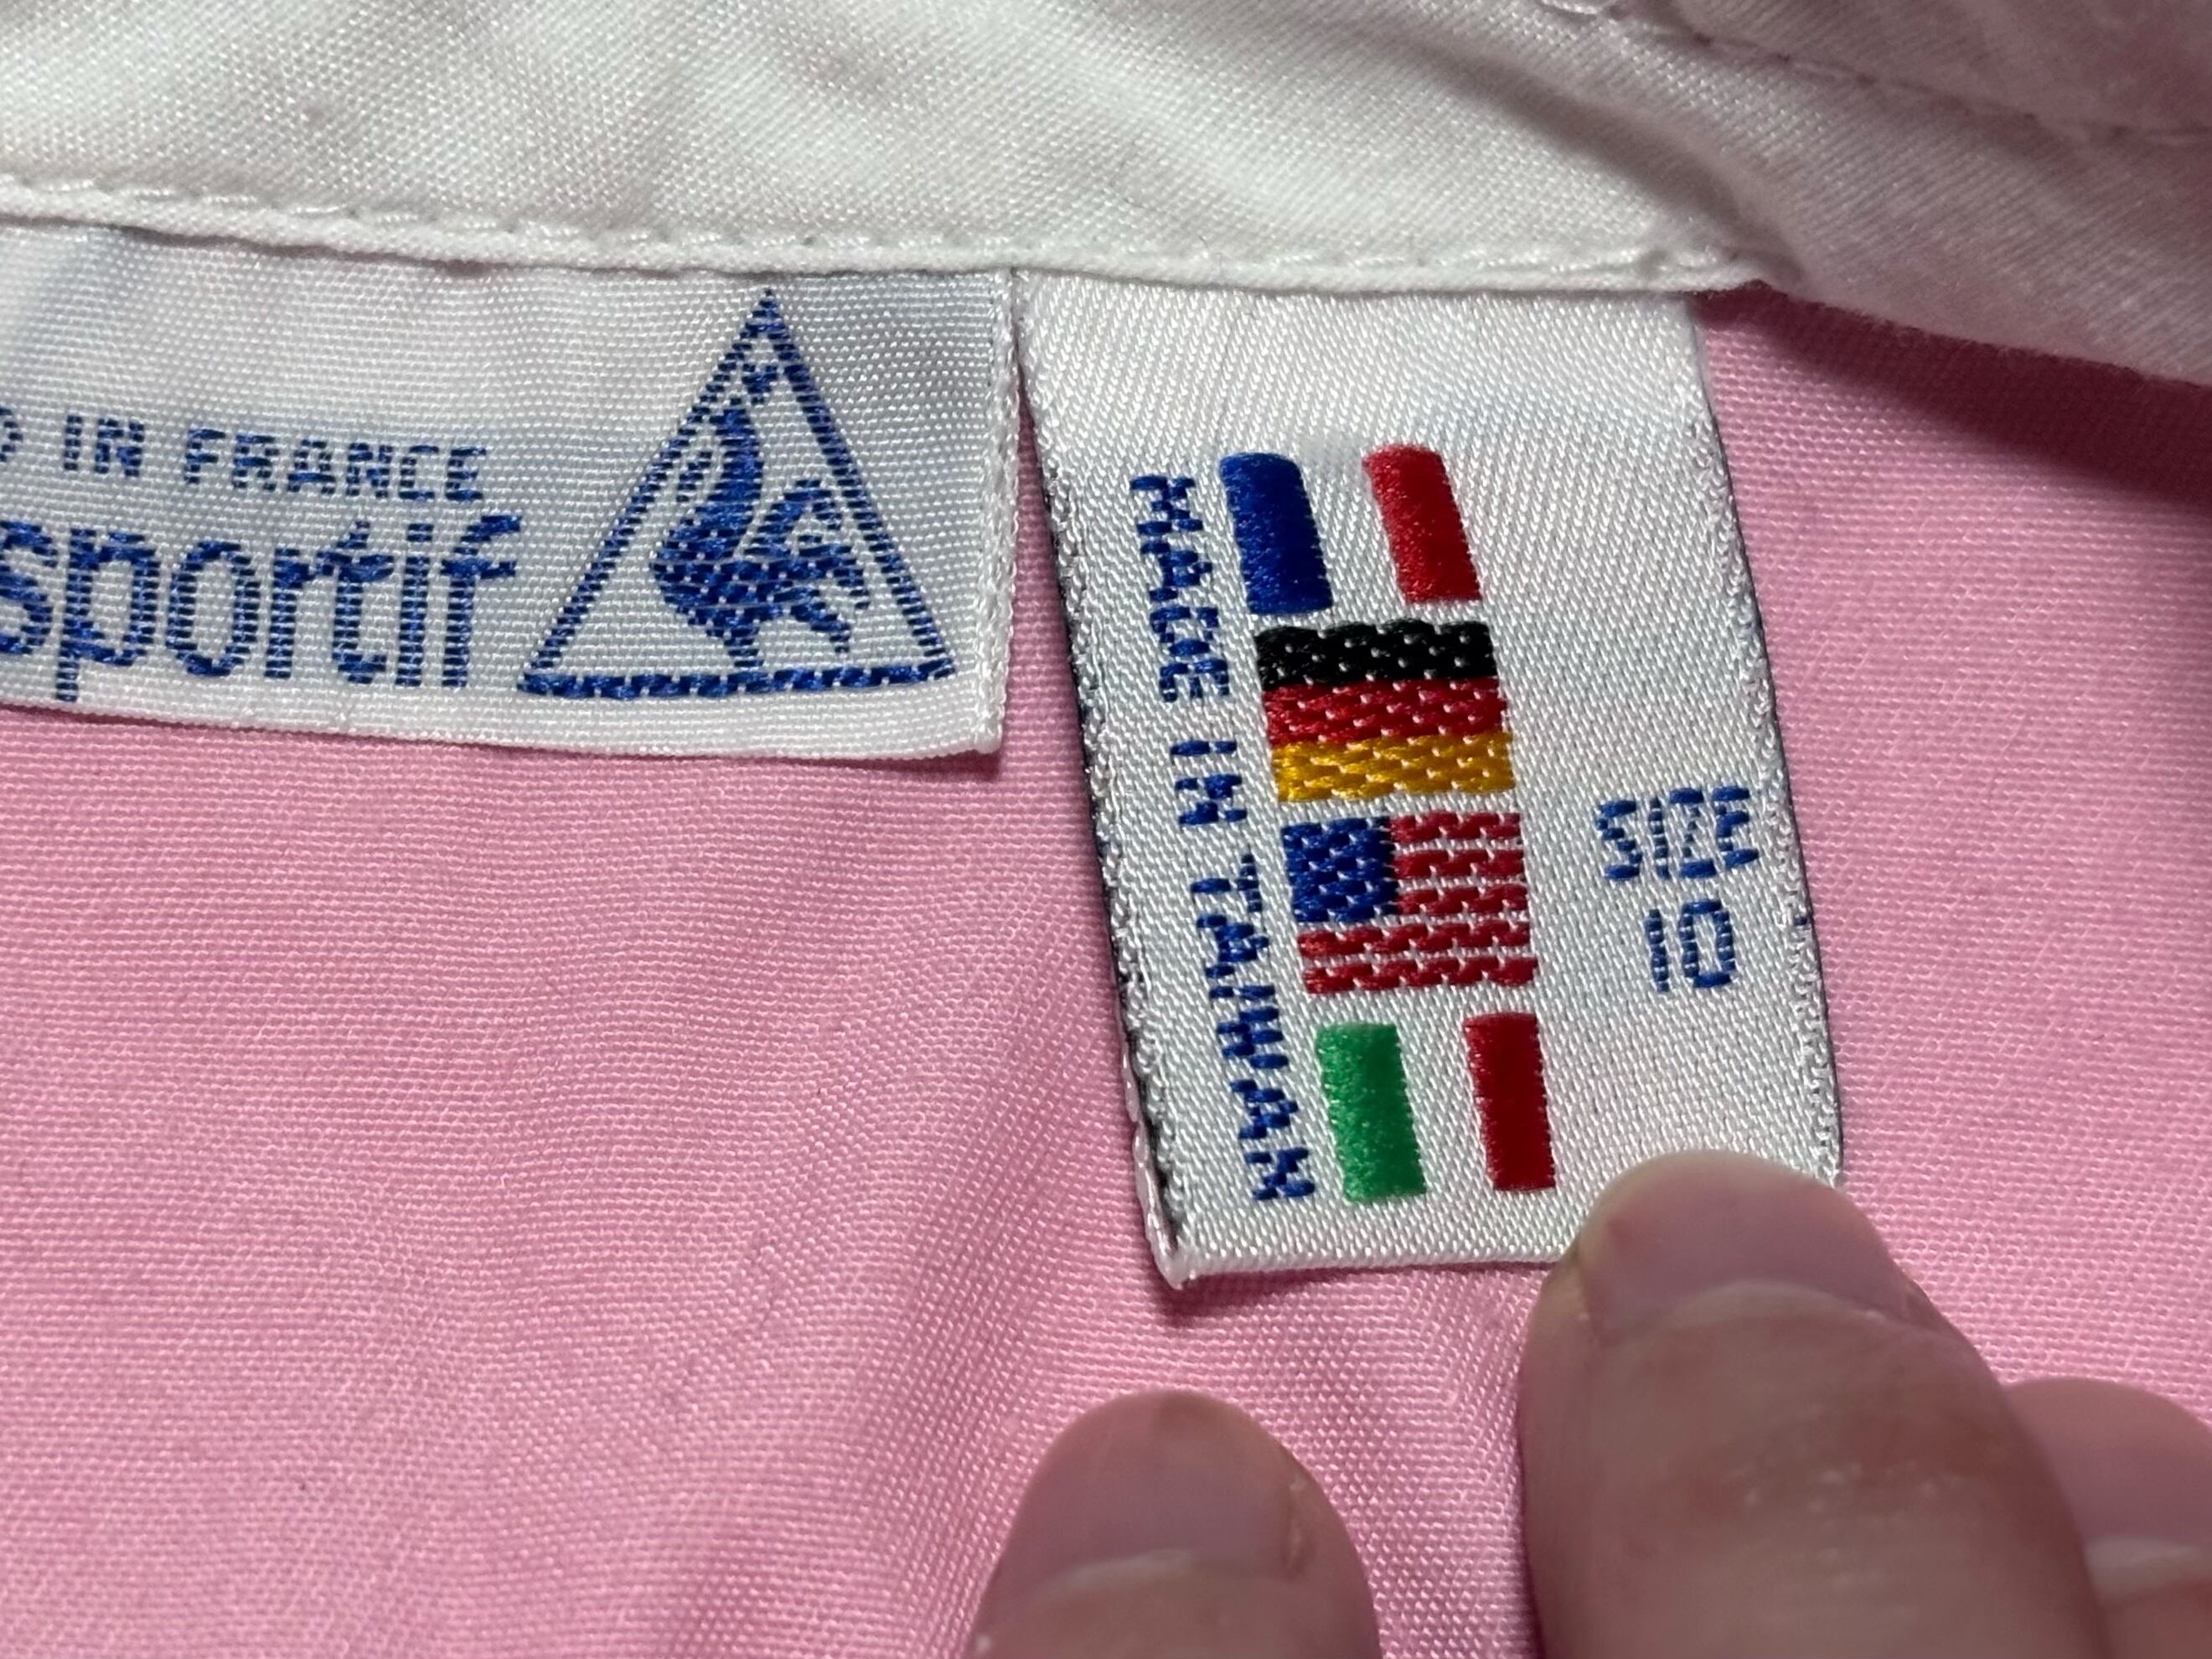 IN FRANCE
sportif
MADE IN TAIWAN
SIZE
10